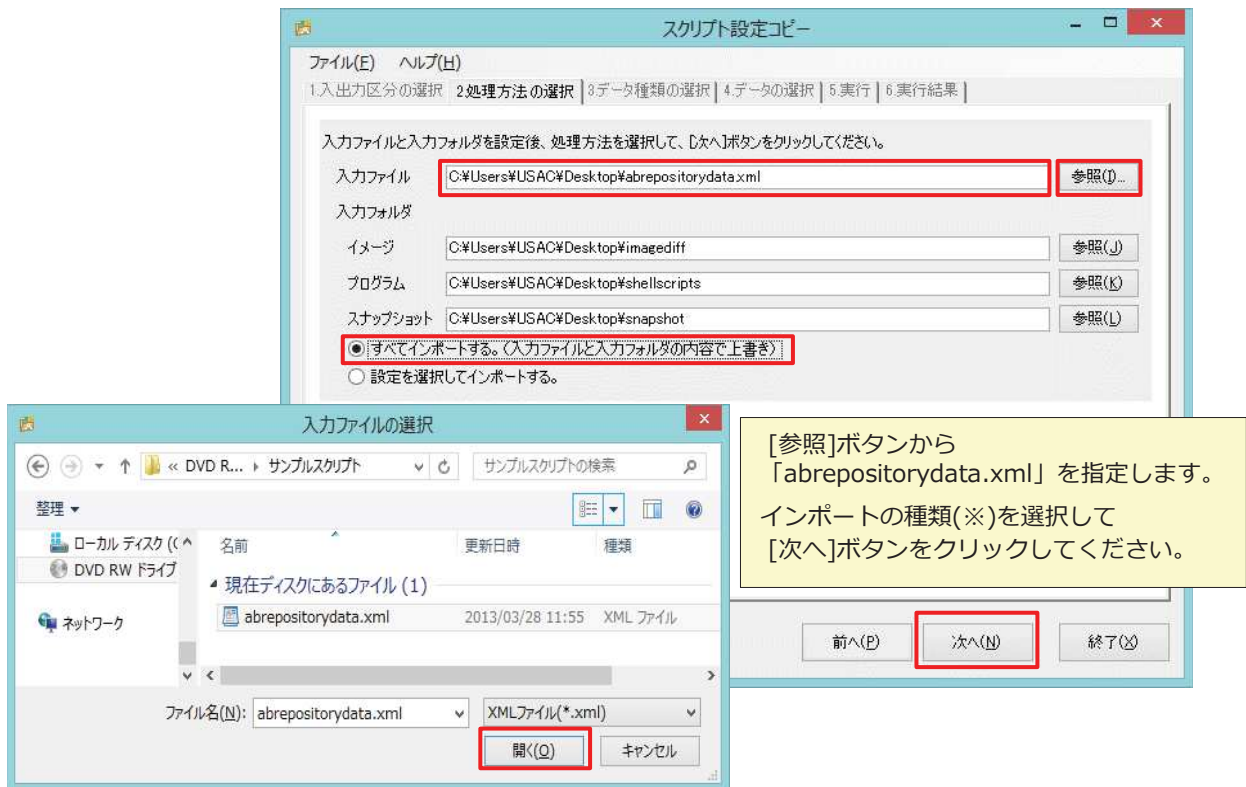 スクリプト設定コピー
ファイル(F) ヘルプ(H)
1.入出力区分の選択 2.処理方法の選択 3.データ種類の選択 4.データの選択 5.実行 6.実行結果
入力ファイルと入力フォルダを設定後、処理方法を選択して、[次へ]ボタンをクリックしてください。
入力ファイル C:¥Users¥USAC¥Desktop¥abrepositorydata.xml 参照(I)...
入力フォルダ
イメージ C:¥Users¥USAC¥Desktop¥imagediff 参照(J)
プログラム C:¥Users¥USAC¥Desktop¥shellscripts 参照(K)
スナップショット C:¥Users¥USAC¥Desktop¥snapshot 参照(L)
すべてインポートする。(入力ファイルと入力フォルダの内容で上書き)
設定を選択してインポートする。
前へ(P) 次へ(N) 終了(X)
入力ファイルの選択
« DVD R... サンプルスクリプト サンプルスクリプトの検索
整理
ローカル ディスク (C
DVD RW ドライブ
ネットワーク
名前 更新日時 種類
現在ディスクにあるファイル (1)
abrepositorydata.xml 2013/03/28 11:55 XML ファイル
ファイル名(N): abrepositorydata.xml XMLファイル(*.xml)
開く(O) キャンセル
[参照]ボタンから
「abrepositorydata.xml」を指定します。
インポートの種類(※)を選択して
[次へ]ボタンをクリックしてください。